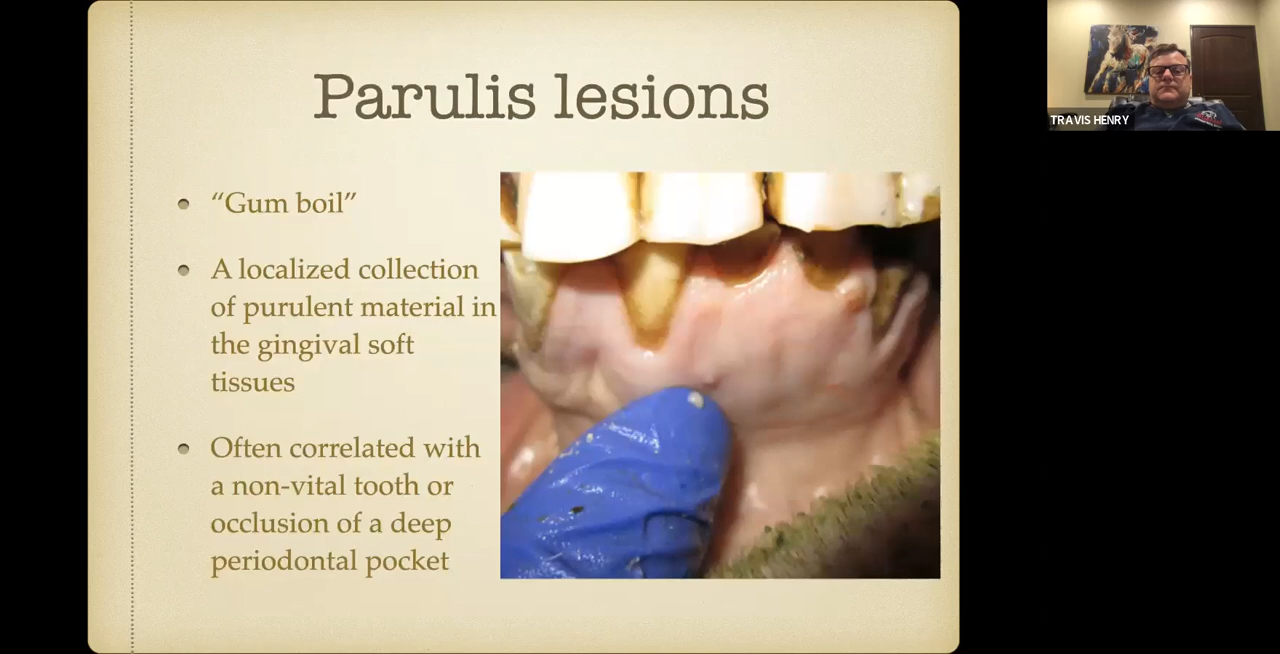 Parulis lesions
“Gum boil”
A localized collection
of purulent material in
the gingival soft
tissues
Often correlated with
a non-vital tooth or
occlusion of a deep
periodontal pocket
TRAVIS HENRY